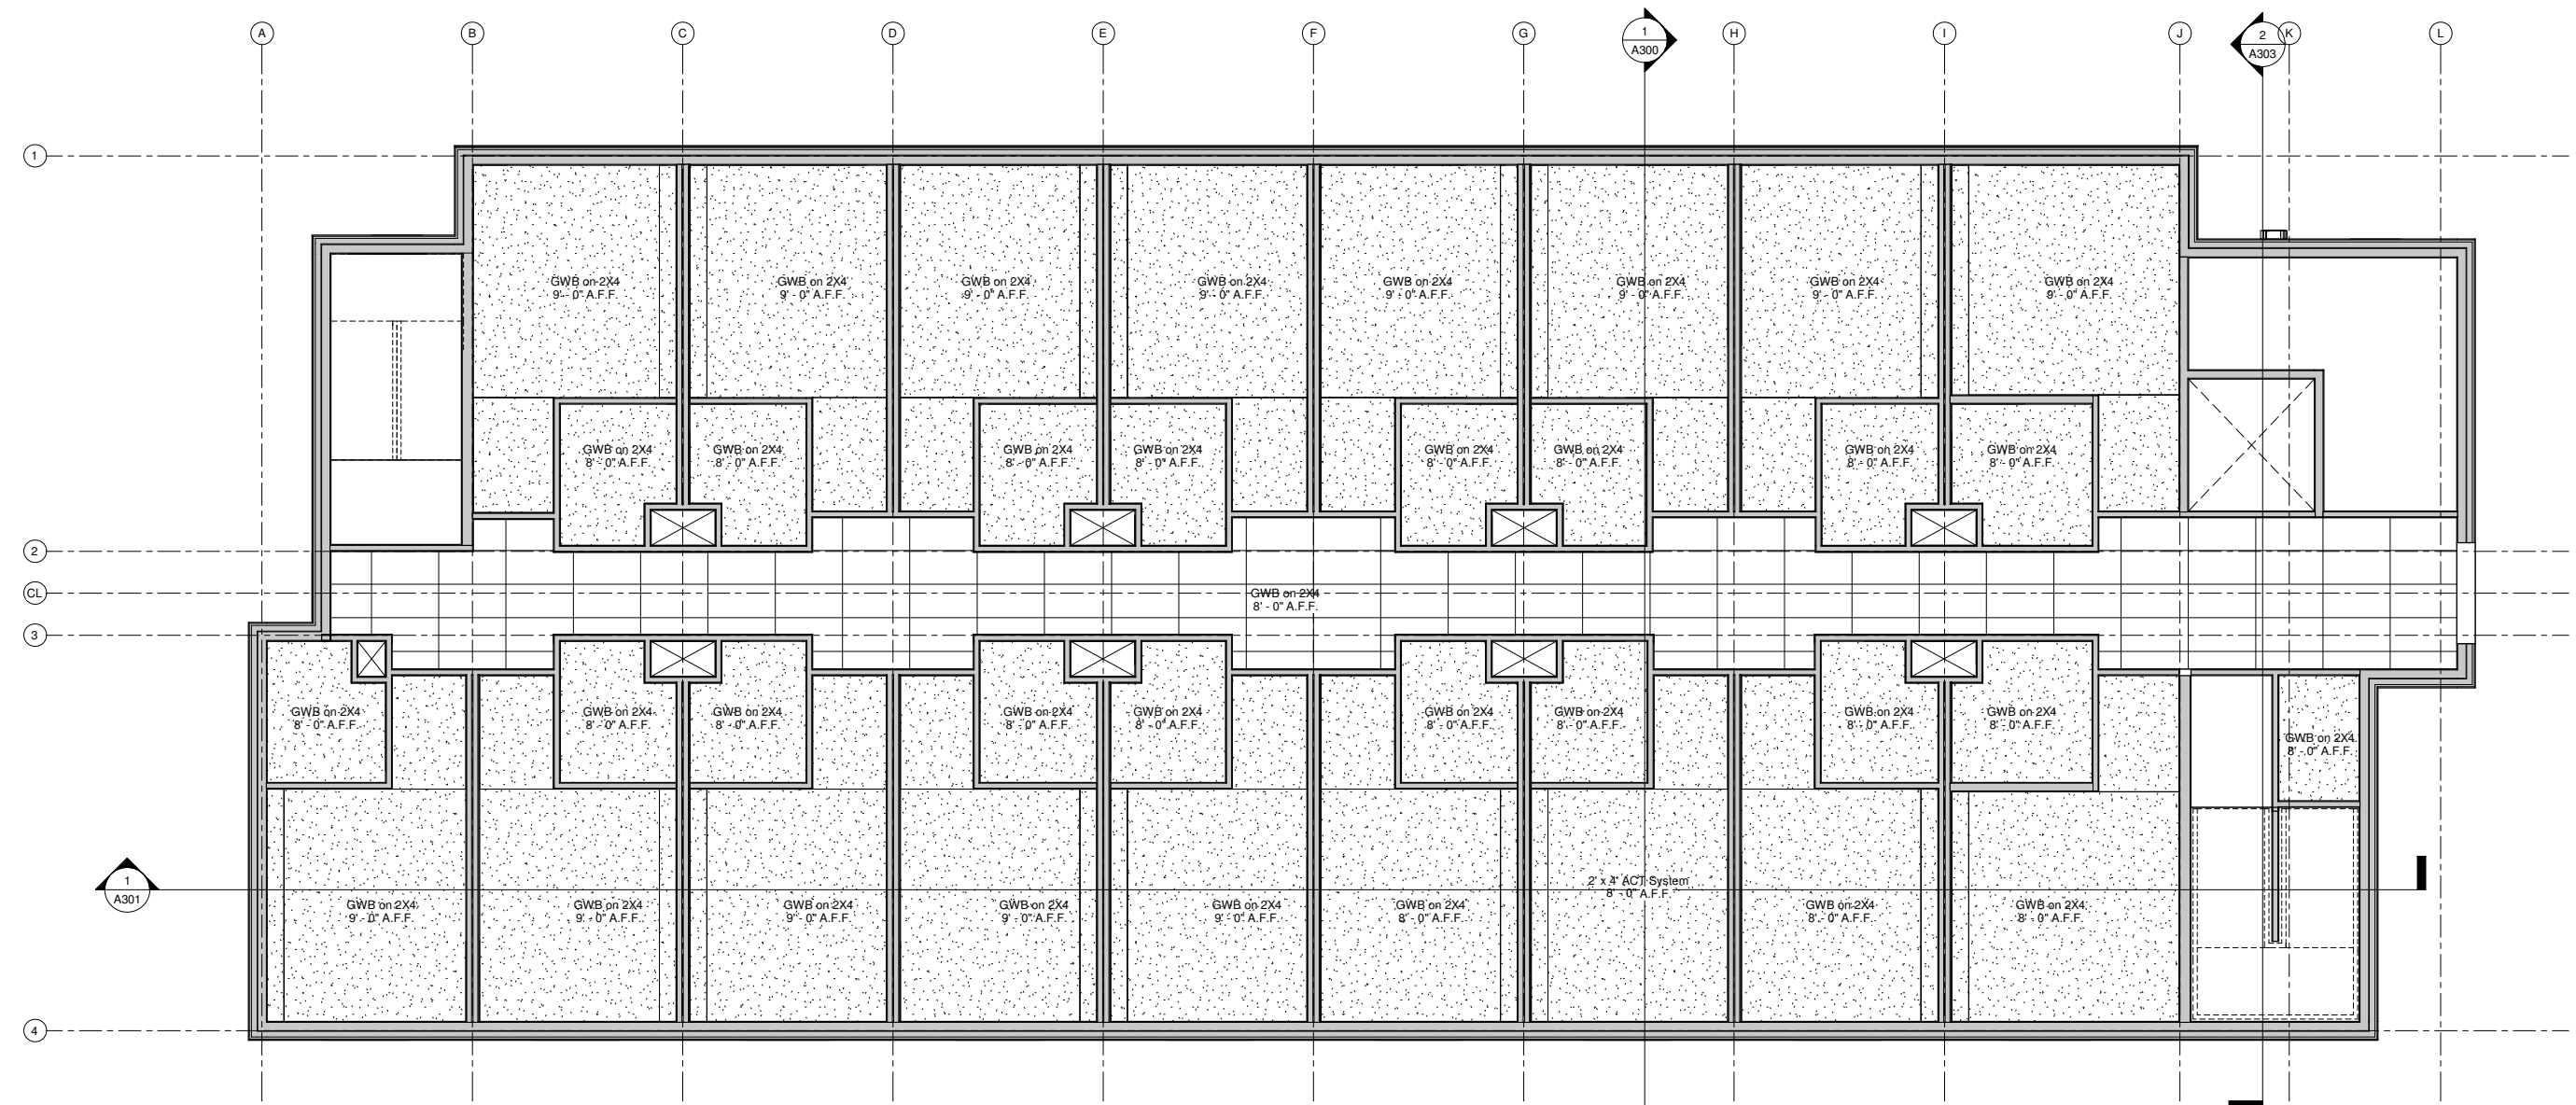 A B C D E F G 1 H I J 2 K L
A300 A303
1
GWB on 2X4 GWB on 2X4 GWB on 2X4 GWB on 2X4 GWB on 2X4 GWB on 2X4 GWB on 2X4 GWB on 2X4
9' - 0" A.F.F. 9' - 0" A.F.F. 9' - 0" A.F.F. 9' - 0" A.F.F. 9' - 0" A.F.F. 9' - 0" A.F.F. 9' - 0" A.F.F. 9' - 0" A.F.F.
GWB on 2X4 GWB on 2X4 GWB on 2X4 GWB on 2X4 GWB on 2X4 GWB on 2X4 GWB on 2X4 GWB on 2X4
8' - 0" A.F.F. 8' - 0" A.F.F. 8' - 0" A.F.F. 8' - 0" A.F.F. 8' - 0" A.F.F. 8' - 0" A.F.F. 8' - 0" A.F.F. 8' - 0" A.F.F.
2
CL GWB on 2X4
8' - 0" A.F.F.
3
GWB on 2X4 GWB on 2X4 GWB on 2X4 GWB on 2X4 GWB on 2X4 GWB on 2X4 GWB on 2X4 GWB on 2X4 GWB on 2X4
8' - 0" A.F.F. 8' - 0" A.F.F. 8' - 0" A.F.F. 8' - 0" A.F.F. 8' - 0" A.F.F. 8' - 0" A.F.F. 8' - 0" A.F.F. 8' - 0" A.F.F. 8' - 0" A.F.F.
GWB on 2X4
8' - 0" A.F.F.
1 2' x 4' ACT System
A301 8' - 0" A.F.F.
GWB on 2X4 GWB on 2X4 GWB on 2X4 GWB on 2X4 GWB on 2X4 GWB on 2X4 GWB on 2X4 GWB on 2X4
9' - 0" A.F.F. 9' - 0" A.F.F. 9' - 0" A.F.F. 9' - 0" A.F.F. 9' - 0" A.F.F. 8' - 0" A.F.F. 8' - 0" A.F.F. 8' - 0" A.F.F.
4